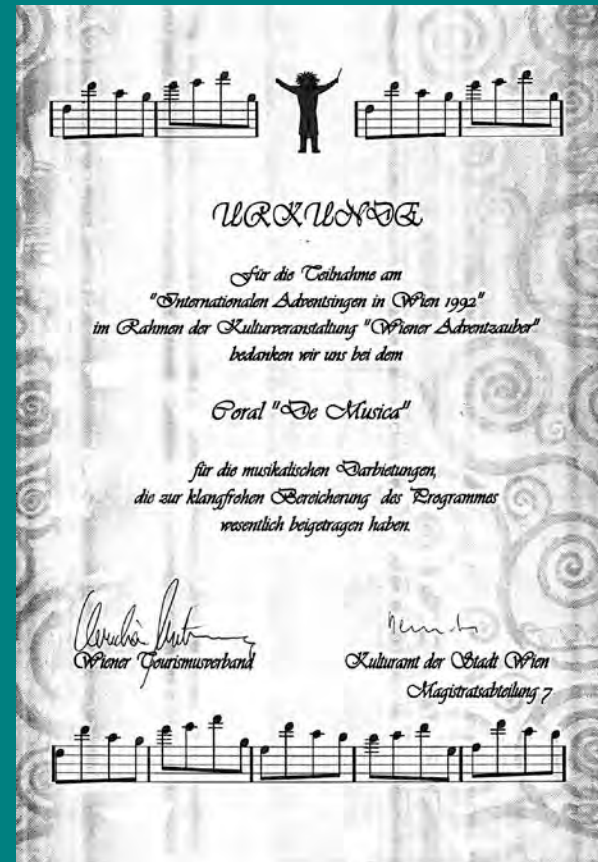 URKUNDE
Für die Teilnahme am
"Internationalen Adventsingen in Wien 1992"
im Rahmen der Kulturveranstaltung "Wiener Adventzauber"
bedanken wir uns bei dem
Coral "De Musica"
für die musikalischen Darbietungen,
die zur klangfrohen Bereicherung des Programmes
wesentlich beigetragen haben.
Wiener Tourismusverband
Kulturamt der Stadt Wien
Magistratsabteilung 7